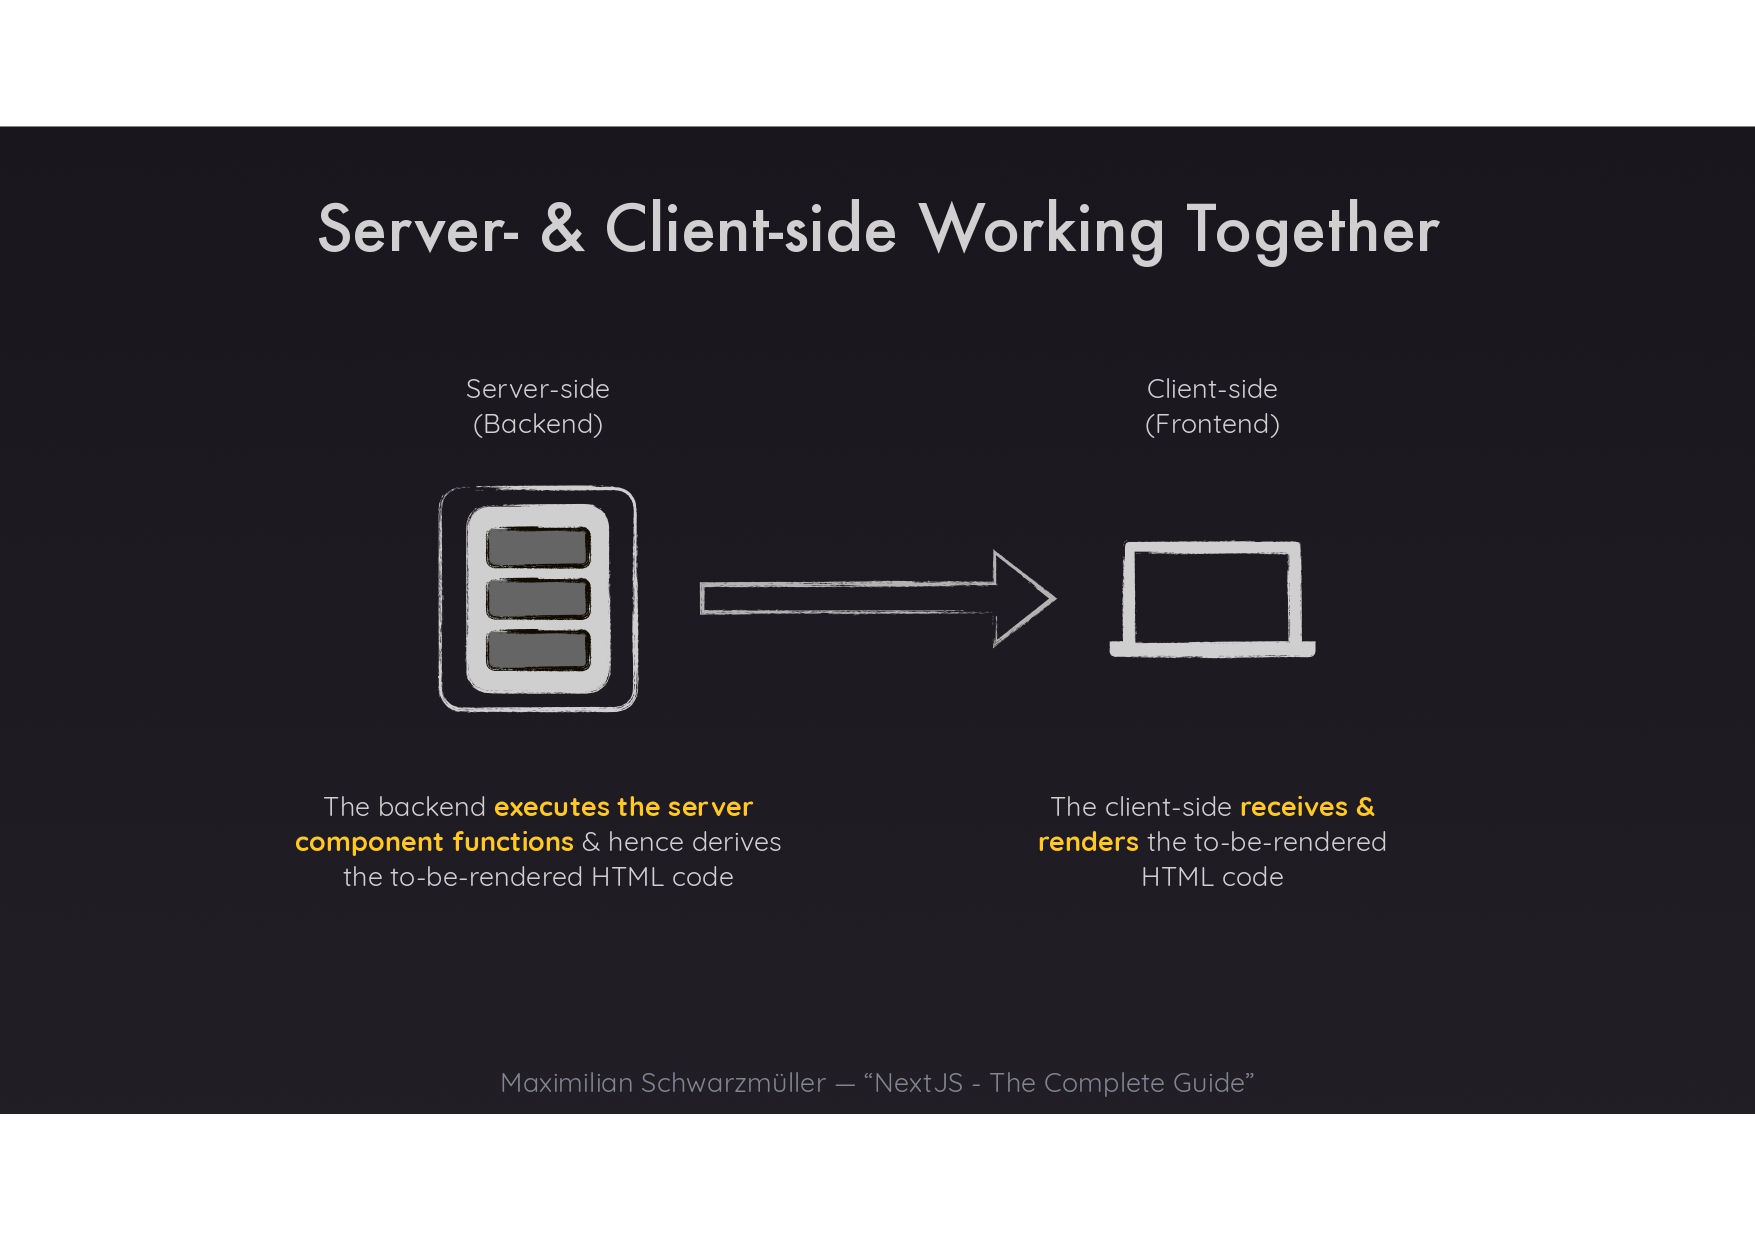 Server- & Client-side Working Together
Server-side
(Backend)
Client-side
(Frontend)
The backend executes the server
component functions & hence derives
the to-be-rendered HTML code
The client-side receives &
renders the to-be-rendered
HTML code
Maximilian Schwarzmüller — “NextJS - The Complete Guide”